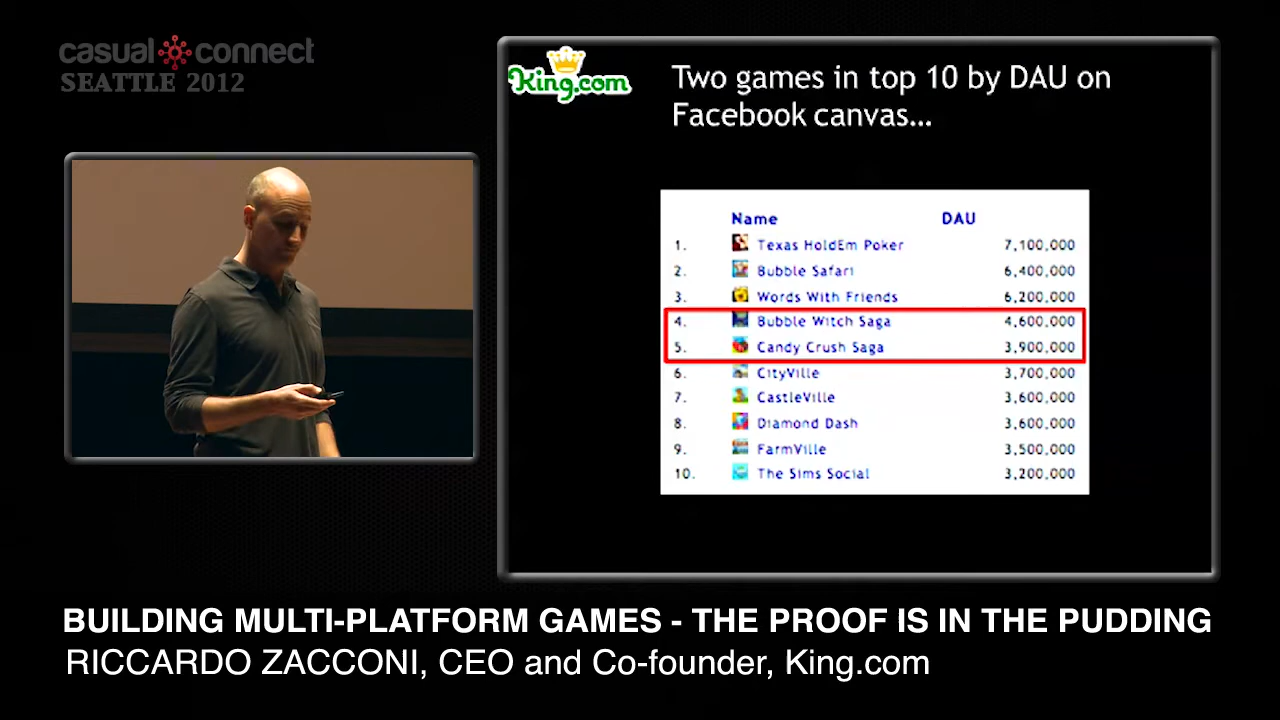 casual connect
SEATTLE 2012
King.com
Two games in top 10 by DAU on
Facebook canvas...
Name DAU
1. Texas HoldEm Poker 7,100,000
2. Bubble Safari 6,400,000
3. Words With Friends 6,200,000
4. Bubble Witch Saga 4,600,000
5. Candy Crush Saga 3,900,000
6. CityVille 3,700,000
7. CastleVille 3,600,000
8. Diamond Dash 3,600,000
9. FarmVille 3,500,000
10. The Sims Social 3,200,000
BUILDING MULTI-PLATFORM GAMES - THE PROOF IS IN THE PUDDING
RICCARDO ZACCONI, CEO and Co-founder, King.com